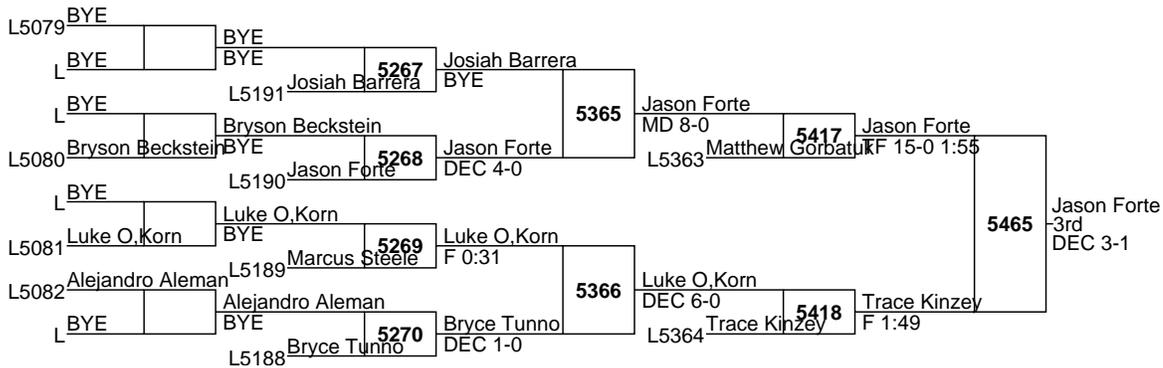 L5079 BYE
L BYE
BYE
BYE
L5191 Josiah Barrera
5267
Josiah Barrera
BYE
L BYE
L5080 Bryson Beckstein
Bryson Beckstein
BYE
L5190 Jason Forte
5268
Jason Forte
DEC 4-0
5365
Jason Forte
MD 8-0
L5363 Matthew Gorbatuk
5417
Jason Forte
TF 15-0 1:55
L BYE
L5081 Luke O,Korn
Luke O,Korn
BYE
L5189 Marcus Steele
5269
Luke O,Korn
F 0:31
L5082 Alejandro Aleman
L BYE
Alejandro Aleman
BYE
L5188 Bryce Tunno
5270
Bryce Tunno
DEC 1-0
5366
Luke O,Korn
DEC 6-0
L5364 Trace Kinzey
5418
Trace Kinzey
F 1:49
5465
Jason Forte
3rd
DEC 3-1